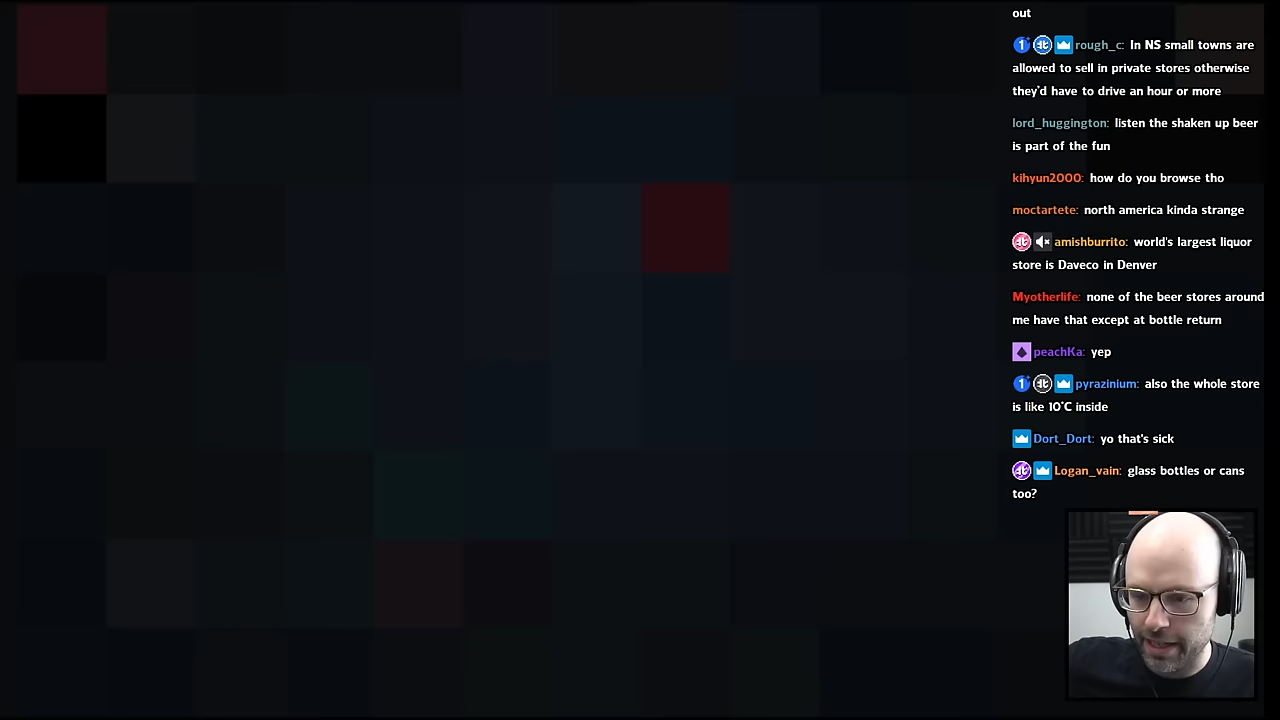 out
rough_c: In NS small towns are
allowed to sell in private stores otherwise
they'd have to drive an hour or more
lord_huggington: listen the shaken up beer
is part of the fun
kihyun2000: how do you browse tho
moctartete: north america kinda strange
amishburrito: world's largest liquor
store is Daveco in Denver
Myotherlife: none of the beer stores around
me have that except at bottle return
peachKa: yep
pyrazinium: also the whole store
is like 10°C inside
Dort_Dort: yo that's sick
Logan_vain: glass bottles or cans
too?